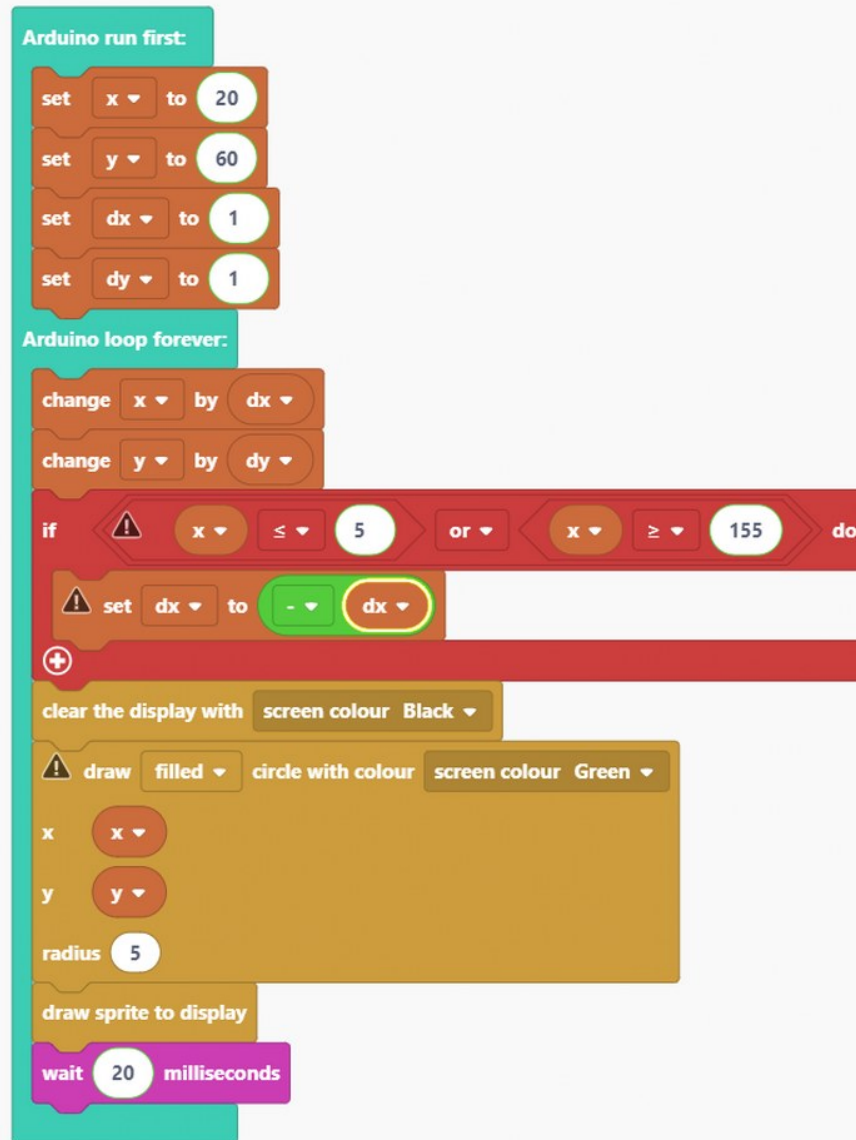 Arduino run first:
set x to 20
set y to 60
set dx to 1
set dy to 1
Arduino loop forever:
change x by dx
change y by dy
if x ≤ 5 or x ≥ 155 do
set dx to - dx
clear the display with screen colour Black
draw filled circle with colour screen colour Green
x x
y y
radius 5
draw sprite to display
wait 20 milliseconds